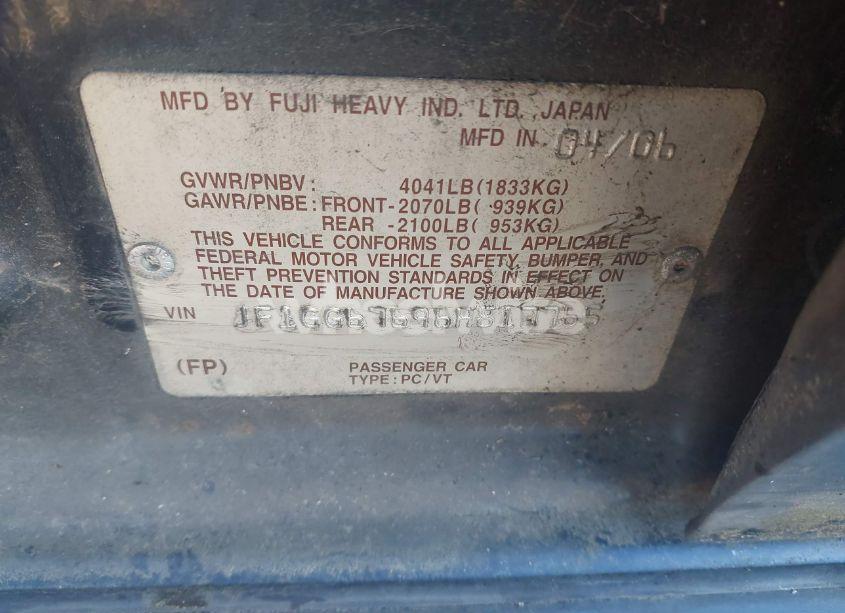 MFD BY FUJI HEAVY IND. LTD. JAPAN
MFD IN 04/06
GVWR/PNBV: 4041LB(1833KG)
GAWR/PNBE: FRONT-2070LB( 939KG)
REAR -2100LB( 953KG)
THIS VEHICLE CONFORMS TO ALL APPLICABLE
FEDERAL MOTOR VEHICLE SAFETY, BUMPER, AND
THEFT PREVENTION STANDARDS IN EFFECT ON
THE DATE OF MANUFACTURE SHOWN ABOVE.
VIN
(FP) PASSENGER CAR
TYPE: PC/VT